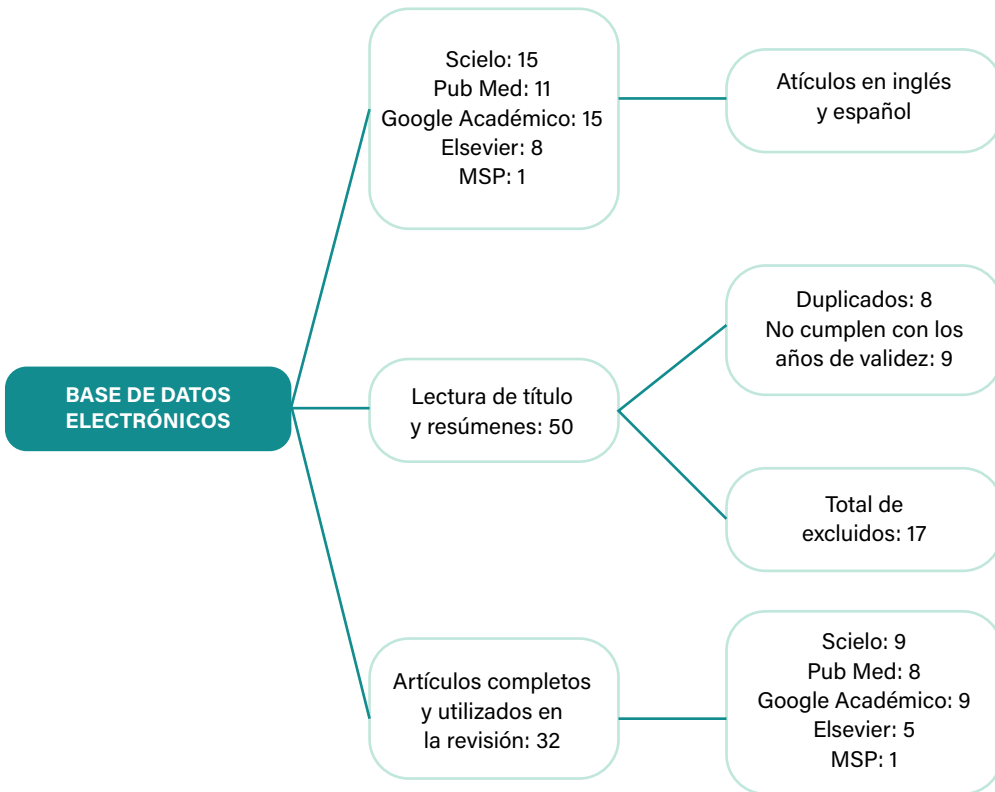 BASE DE DATOS
ELECTRÓNICOS
Scielo: 15
Pub Med: 11
Google Académico: 15
Elsevier: 8
MSP: 1
Atículos en inglés
y español
Lectura de título
y resúmenes: 50
Duplicados: 8
No cumplen con los
años de validez: 9
Total de
excluidos: 17
Artículos completos
y utilizados en
la revisión: 32
Scielo: 9
Pub Med: 8
Google Académico: 9
Elsevier: 5
MSP: 1